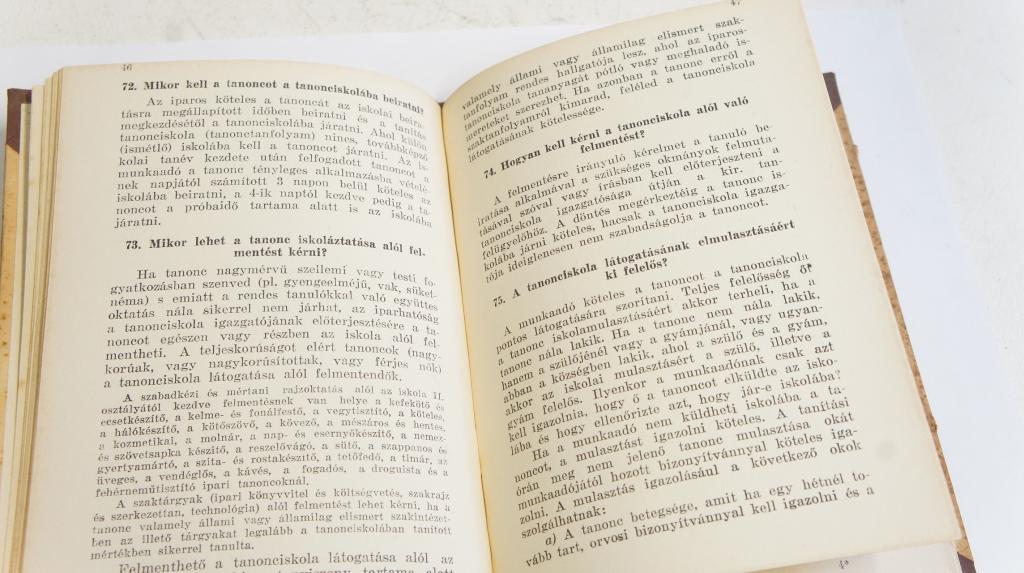 46
72. Mikor kell a tanoncot a tanonciskolába beiratni?
Az iparos köteles a tanoncát az iskolai beira-
tásra megállapított időben beiratni és a tanítás
megkezdésétől a tanonciskolába járatni. Ahol külön
tanonciskola (tanonctanfolyam) nincs, továbbképző
(ismétlő) iskolába kell a tanoncot járatni. Az is-
kolai tanév kezdete után felfogadott tanoncot a
munkaadó a tanonc tényleges alkalmazásba vételé-
nek napjától számított 3 napon belül köteles az
iskolába beiratni, a 4-ik naptól kezdve pedig a ta-
noncot a próbaidő tartama alatt is az iskolába
járatni.
73. Mikor lehet a tanonc iskoláztatása alól fel-
mentést kérni?
Ha tanonc nagymérvű szellemi vagy testi fo-
gyatkozásban szenved (pl. gyengeelméjű, vak, süket-
néma) s emiatt a rendes tanulókkal való együttes
oktatás nála sikerrel nem járhat, az iparhatóság
a tanonciskola igazgatójának előterjesztésére a ta-
noncot egészen vagy részben az iskola alól fel-
mentheti. A teljeskorúságot elért tanoncok (nagy-
korúak, vagy nagykorúsítottak, vagy férjes nők)
a tanonciskola látogatása alól felmentendők.
A szabadkézi és mértani rajzoktatás alól az iskola II.
osztályától kezdve felmentésnek van helye a kefekötő és
ecsetkészítő, a kelme- és fonálfestő, a vegytisztító, a köteles,
a hálókészítő, a kötőszövő, a kövező, a mészáros és hentes,
a kozmetikai, a molnár, a nap- és esernyőkészítő, a nemez-
és szövetsapka készítő, a reszelővágó, a sütő, a szappanos és
gyertyamártó, a szita- és rostakészítő, a tetőfedő, a tímár, az
üveges, a vendéglős, a kávés, a fogadós, a droguista és a
fehérneműtisztító ipari tanoncoknál.
A szaktárgyak (ipari könyvvitel és költségvetés, szakrajz
és szerkezettan, technológia) alól felmentést lehet kérni, ha a
tanonc valamely állami vagy államilag elismert szakintézet-
ben az illető tárgyakat legalább a tanonciskolában tanított
mértékben sikerrel tanulta.
Felmenthető a tanonciskola látogatása alól az
tartama alatt
47
valamely állami vagy államilag elismert szak-
tanfolyam rendes hallgatója lesz, ahol az iparos-
tanonciskola tananyagát pótló vagy meghaladó is-
mereteket szerezhet. Ha azonban a tanonc erről a
szaktanfolyamról kimarad, feléled a tanonciskola
látogatásának kötelessége.
74. Hogyan kell kérni a tanonciskola alól való
felmentést?
A felmentésre irányuló kérelmet a tanuló be-
iratása alkalmával a szükséges okmányok felmuta-
tásával szóval vagy írásban kell előterjeszteni a
tanonciskola igazgatósága útján a kir. tan-
felügyelőhöz. A döntés megérkeztéig a tanonc is-
kolába járni köteles, hacsak a tanonciskola igazga-
tója ideiglenesen nem szabadságolja a tanoncot.
75. A tanonciskola látogatásának elmulasztásáért
ki felelős?
A munkaadó köteles a tanoncot a tanonciskola
pontos látogatására szorítani. Teljes felelősség őt
a tanonc iskolamulasztásáért akkor terheli, ha a
tanonc nála lakik. Ha a tanonc nem nála lakik,
hanem a szülőjénél vagy a gyámjánál, vagy ugyan-
abban a községben lakik, ahol a szülő és a gyám,
akkor az iskolai mulasztásért a szülő, illetve a
gyám felelős. Ilyenkor a munkaadónak csak azt
kell igazolnia, hogy ő a tanoncot elküldte az isko-
lába és hogy ellenőrizte azt, hogy jár-e iskolába?
Ha a munkaadó nem küldheti iskolába a ta-
noncot, a mulasztást igazolni köteles. A tanítási
órán meg nem jelenő tanonc mulasztása okát
munkaadójától hozott bizonyítvánnyal köteles iga-
zolni. A mulasztás igazolásául a következő okok
szolgálhatnak:
a) A tanonc betegsége, amit ha egy hétnél to-
vább tart, orvosi bizonyítvánnyal kell igazolni és a
4*